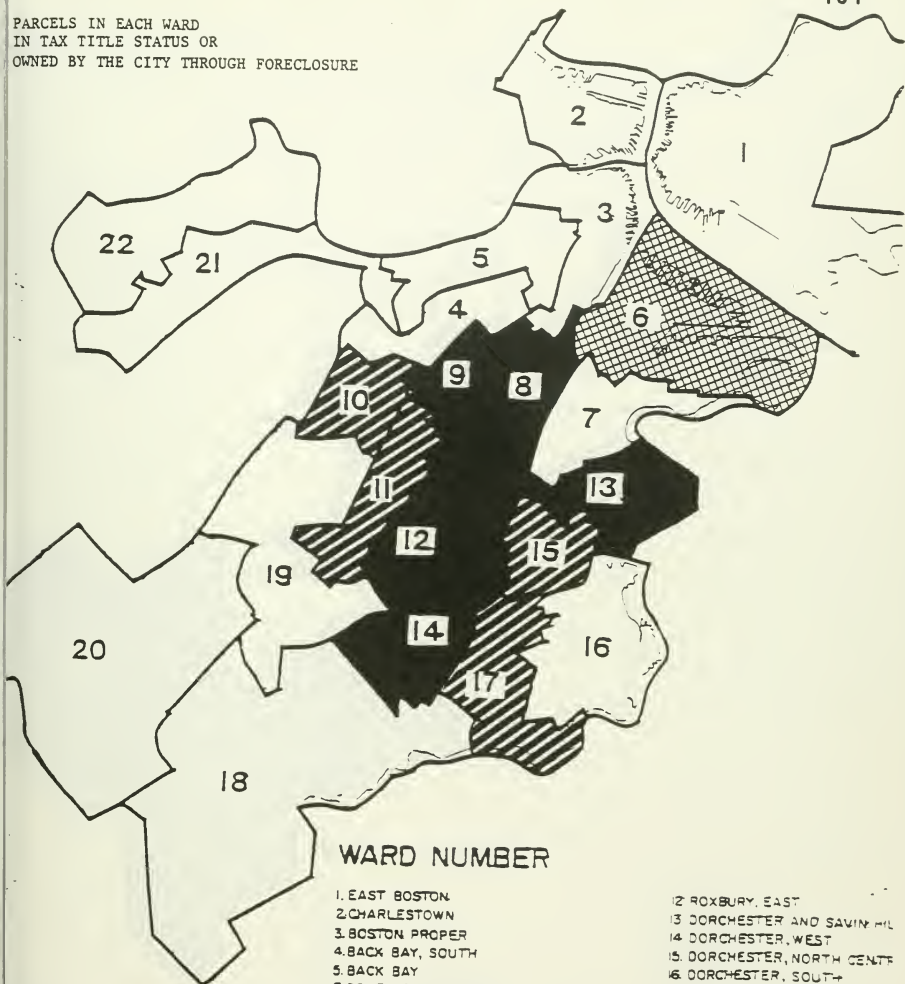 PARCELS IN EACH WARD
IN TAX TITLE STATUS OR
OWNED BY THE CITY THROUGH FORECLOSURE
2
1
3
22
21
5
4
6
9
8
10
7
11
13
12
15
19
14
16
20
17
18
WARD NUMBER
1. EAST BOSTON
2. CHARLESTOWN
3. BOSTON PROPER
4. BACK BAY, SOUTH
5. BACK BAY
12 ROXBURY, EAST
13 DORCHESTER AND SAVIN HIL
14 DORCHESTER, WEST
15. DORCHESTER, NORTH CENTR
16. DORCHESTER, SOUTH